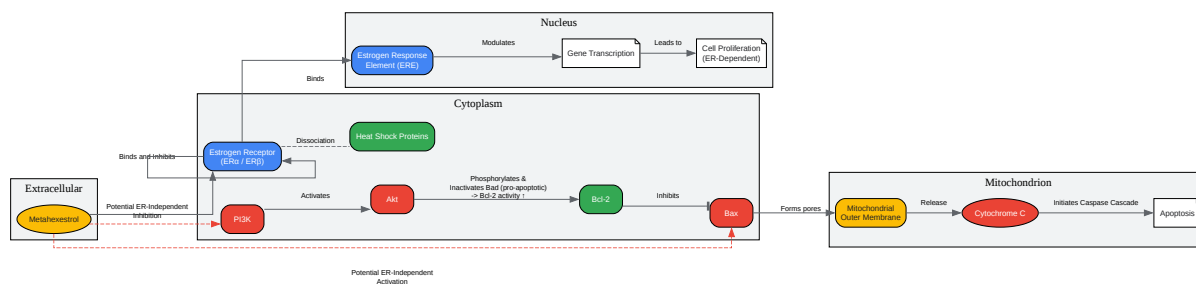 Nucleus
Estrogen Response
Element (ERE)
Modulates
Gene Transcription
Leads to
Cell Proliferation
(ER-Dependent)
Binds
Cytoplasm
Heat Shock Proteins
Dissociation
Estrogen Receptor
(ERα / ERβ)
Binds and Inhibits
Extracellular
Metahexestrol
Potential ER-Independent
Inhibition
PI3K
Activates
Akt
Phosphorylates &
Inactivates Bad (pro-apoptotic)
-> Bcl-2 activity ↑
Bcl-2
Inhibits
Bax
Forms pores
Mitochondrion
Mitochondrial
Outer Membrane
Release
Cytochrome C
Initiates Caspase Cascade
Apoptosis
Potential ER-Independent
Activation